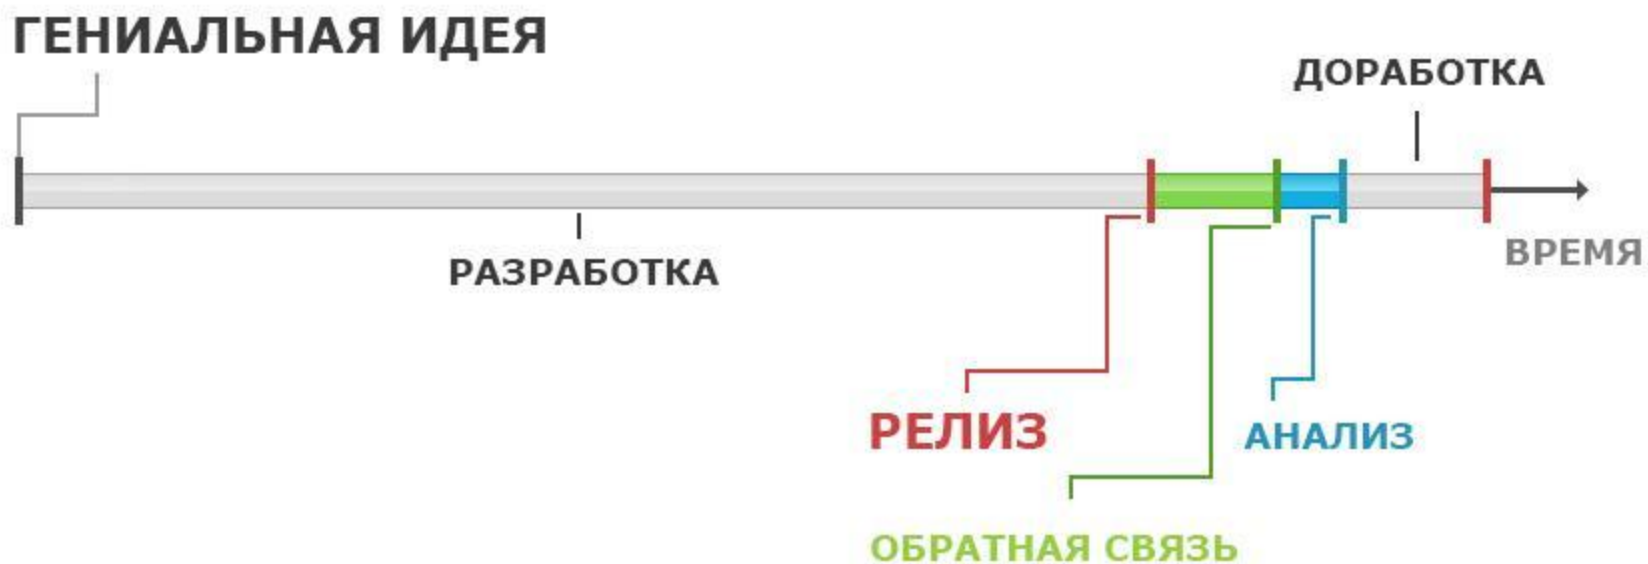 ГЕНИАЛЬНАЯ ИДЕЯ
ДОРАБОТКА
ВРЕМЯ
РАЗРАБОТКА
РЕЛИЗ
АНАЛИЗ
ОБРАТНАЯ СВЯЗЬ